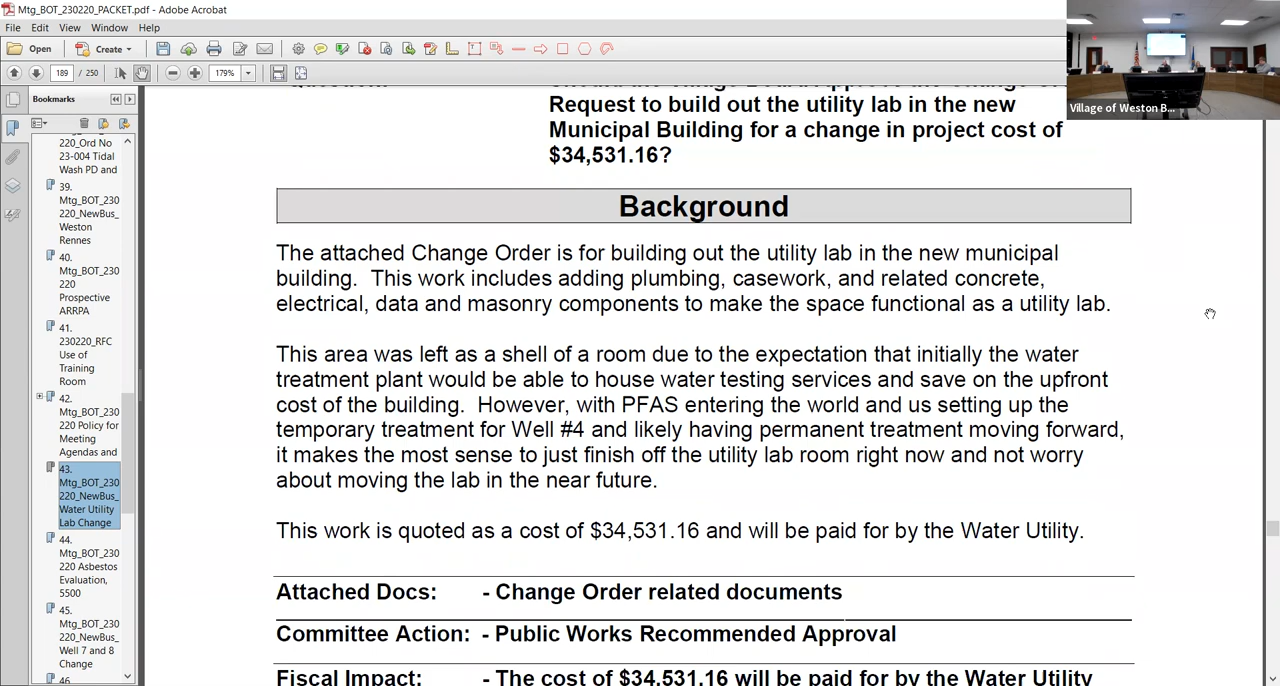 Mtg_BOT_230220_PACKET.pdf - Adobe Acrobat
File Edit View Window Help
Open Create
189 / 250 179%
Bookmarks
220_Ord No
23-004 Tidal
Wash PD and
39.
Mtg_BOT_230
220_NewBus_
Weston
Rennes
40.
Mtg_BOT_230
220
Prospective
ARRPA
41.
230220_RFC
Use of
Training
Room
42.
Mtg_BOT_230
220 Policy for
Meeting
Agendas and
43.
Mtg_BOT_230
220_NewBus_
Water Utility
Lab Change
44.
Mtg_BOT_230
220 Asbestos
Evaluation,
5500
45.
Mtg_BOT_230
220_NewBus_
Well 7 and 8
Change
46.
Request to build out the utility lab in the new
Municipal Building for a change in project cost of
$34,531.16?
Background
The attached Change Order is for building out the utility lab in the new municipal
building. This work includes adding plumbing, casework, and related concrete,
electrical, data and masonry components to make the space functional as a utility lab.
This area was left as a shell of a room due to the expectation that initially the water
treatment plant would be able to house water testing services and save on the upfront
cost of the building. However, with PFAS entering the world and us setting up the
temporary treatment for Well #4 and likely having permanent treatment moving forward,
it makes the most sense to just finish off the utility lab room right now and not worry
about moving the lab in the near future.
This work is quoted as a cost of $34,531.16 and will be paid for by the Water Utility.
Attached Docs: - Change Order related documents
Committee Action: - Public Works Recommended Approval
Fiscal Impact: - The cost of $34,531.16 will be paid for by the Water Utility
Village of Weston B...